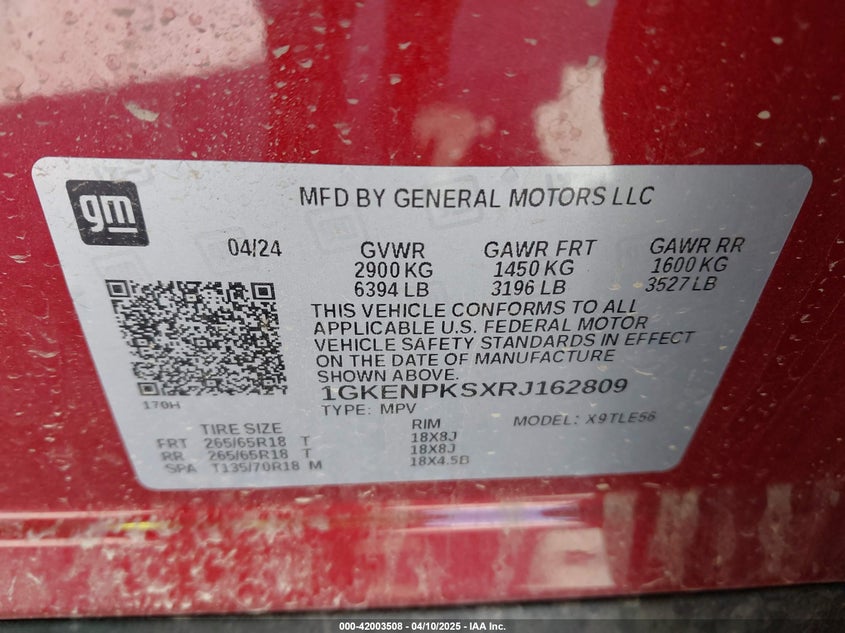 gm
MFD BY GENERAL MOTORS LLC
04/24 GVWR GAWR FRT GAWR RR
2900 KG 1450 KG 1600 KG
6394 LB 3196 LB 3527 LB
THIS VEHICLE CONFORMS TO ALL
APPLICABLE U.S. FEDERAL MOTOR
VEHICLE SAFETY STANDARDS IN EFFECT
ON THE DATE OF MANUFACTURE
SHOWN ABOVE.
1GKENPKSXRJ162809
170H
TYPE: MPV MODEL: X9TLE56
TIRE SIZE RIM
FRT 265/65R18 T 18X8J
RR 265/65R18 T 18X8J
SPA T135/70R18 M 18X4.5B
000-42003508 - 04/10/2025 - IAA Inc.